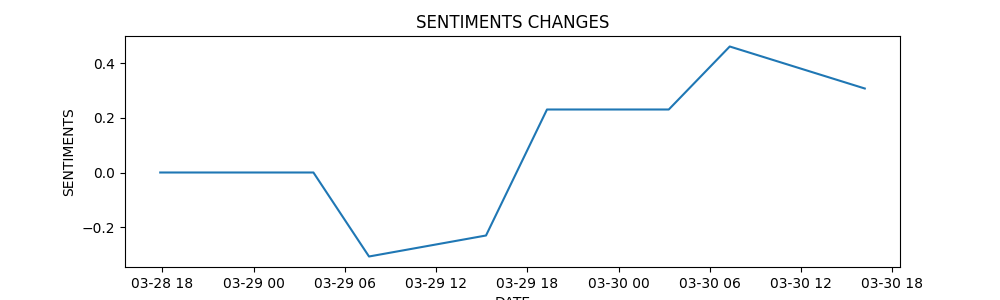 SENTIMENTS CHANGES
SENTIMENTS
0.4
0.2
0.0
−0.2
03-28 18 03-29 00 03-29 06 03-29 12 03-29 18 03-30 00 03-30 06 03-30 12 03-30 18
DATE